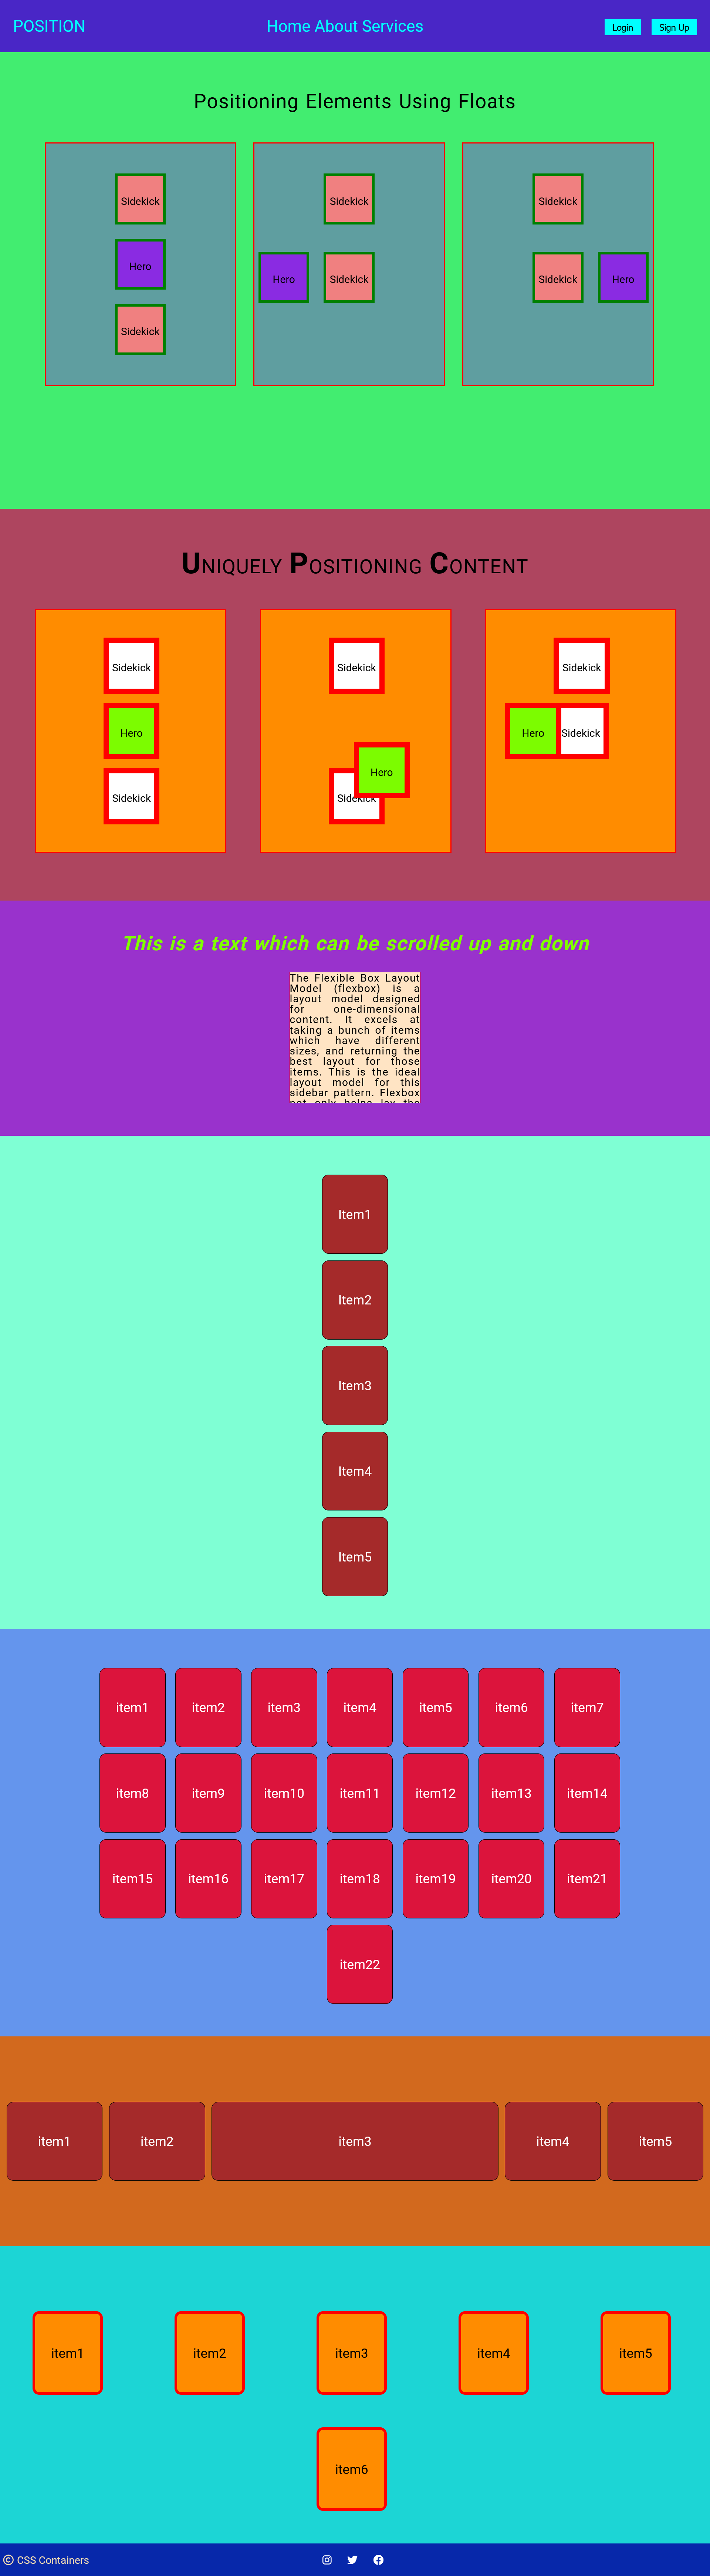 POSITION
Home About Services
Login
Sign Up
Positioning Elements Using Floats
Sidekick
Hero
Sidekick
Sidekick
Hero
Sidekick
Sidekick
Sidekick
Hero
UNIQUELY POSITIONING CONTENT
Sidekick
Hero
Sidekick
Sidekick
Hero
Sidekick
Sidekick
Hero
Sidekick
This is a text which can be scrolled up and down
The Flexible Box Layout
Model (flexbox) is a
layout model designed
for one-dimensional
content. It excels at
taking a bunch of items
which have different
sizes, and returning the
best layout for those
items. This is the ideal
layout model for this
sidebar pattern. Flexbox
not only helps lay the
Item1
Item2
Item3
Item4
Item5
item1
item2
item3
item4
item5
item6
item7
item8
item9
item10
item11
item12
item13
item14
item15
item16
item17
item18
item19
item20
item21
item22
item1
item2
item3
item4
item5
item1
item2
item3
item4
item5
item6
© CSS Containers